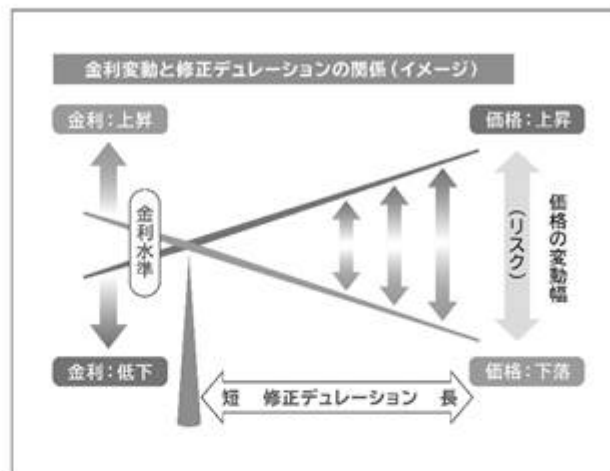 金利変動と修正デュレーションの関係(イメージ)
金利:上昇
価格:上昇
金利水準
価格の変動幅
(リスク)
金利:低下
価格:下落
短 修正デュレーション 長